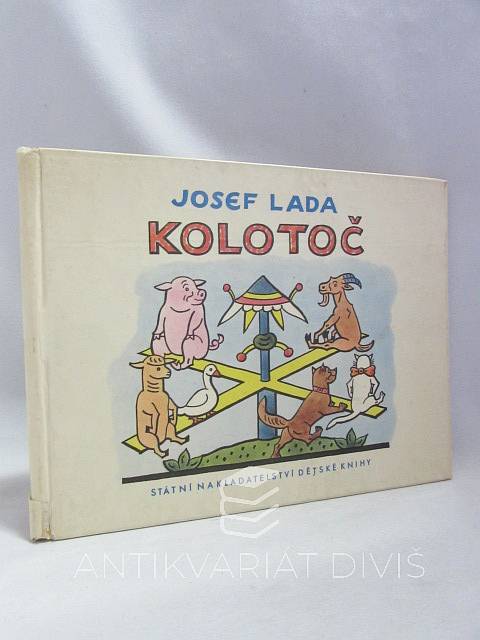 JOSEF LADA
KOLOTOČ
STÁTNÍ NAKLADATELSTVÍ DĚTSKÉ KNIHY
ANTIKVARIÁT DIVIŠ